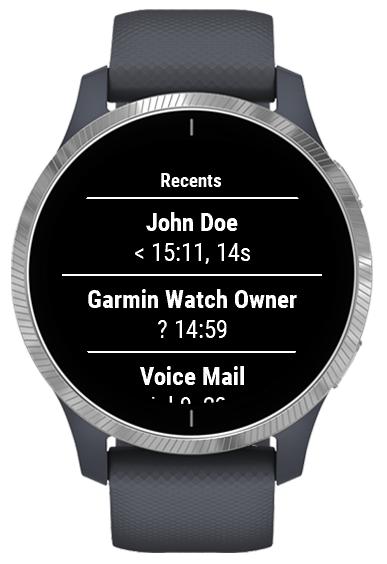 Recents
John Doe
< 15:11, 14s
Garmin Watch Owner
? 14:59
Voice Mail